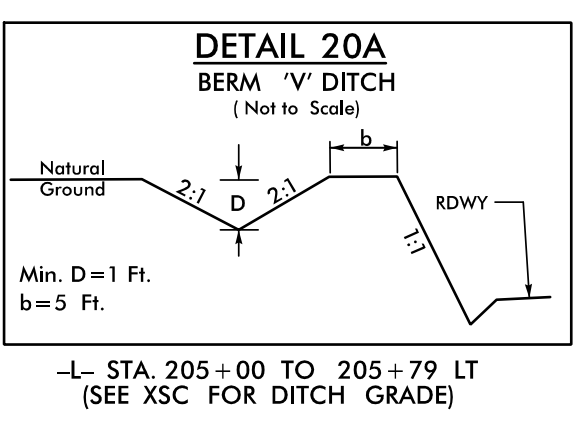 DETAIL 20A
BERM 'V' DITCH
( Not to Scale)
b
Natural
Ground
2:1
D
2:1
1:1
RDWY
Min. D=1 Ft.
b=5 Ft.
-L- STA. 205+00 TO 205+79 LT
(SEE XSC FOR DITCH GRADE)